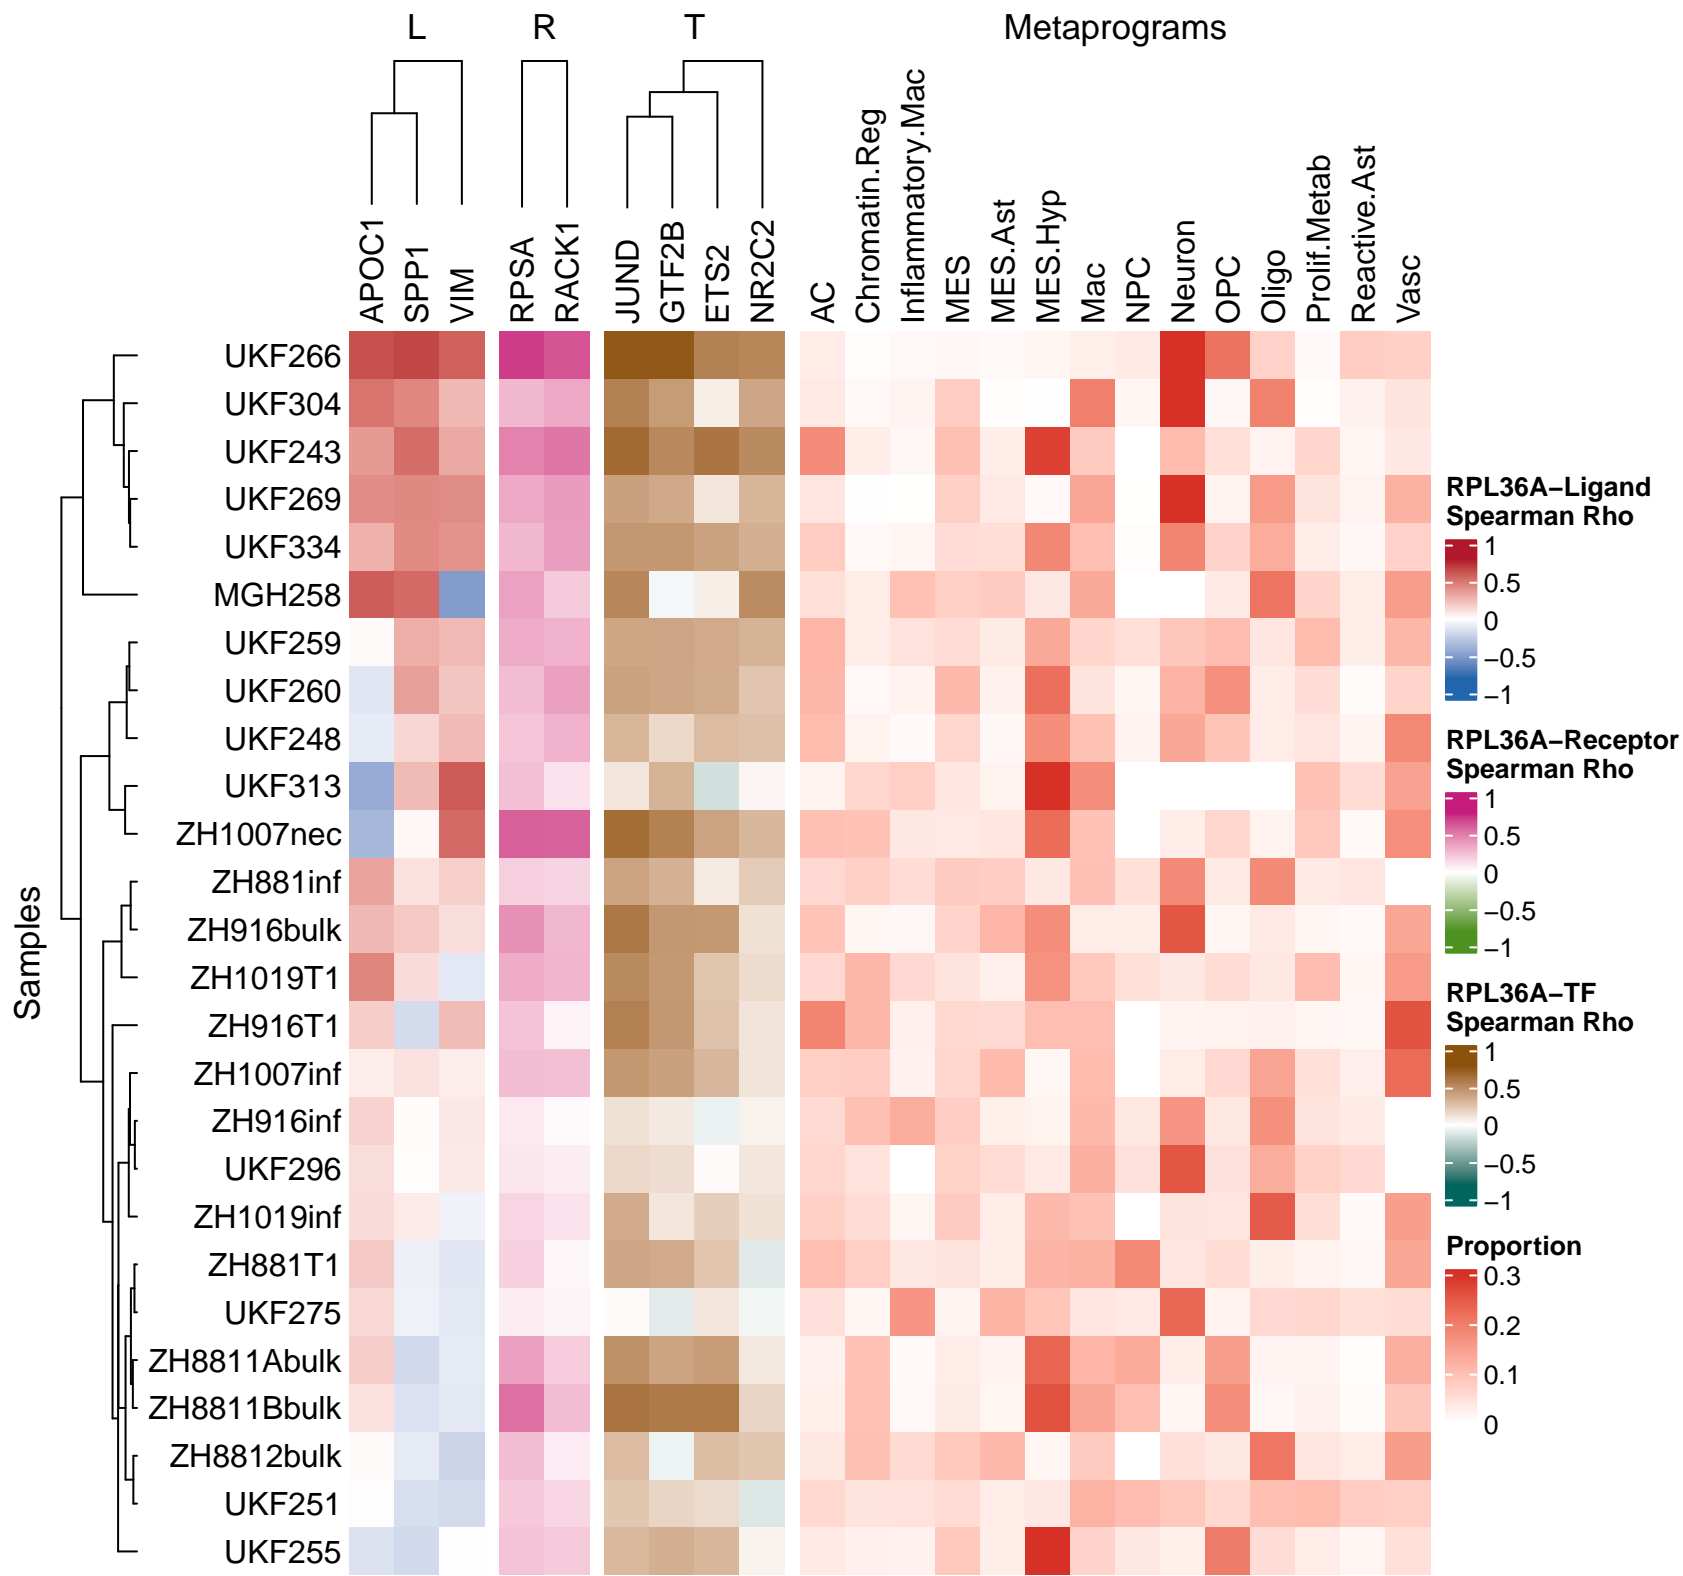 L R T Metaprograms
APOC1 SPP1 VIM RPSA RACK1 JUND GTF2B ETS2 NR2C2 AC Chromatin.Reg Inflammatory.Mac MES MES.Ast MES.Hyp Mac NPC Neuron OPC Oligo Prolif.Metab Reactive.Ast Vasc
Samples
UKF266
UKF304
UKF243
UKF269
UKF334
MGH258
UKF259
UKF260
UKF248
UKF313
ZH1007nec
ZH881inf
ZH916bulk
ZH1019T1
ZH916T1
ZH1007inf
ZH916inf
UKF296
ZH1019inf
ZH881T1
UKF275
ZH8811Abulk
ZH8811Bbulk
ZH8812bulk
UKF251
UKF255
RPL36A−Ligand
Spearman Rho
1
0.5
0
−0.5
−1
RPL36A−Receptor
Spearman Rho
1
0.5
0
−0.5
−1
RPL36A−TF
Spearman Rho
1
0.5
0
−0.5
−1
Proportion
0.3
0.2
0.1
0